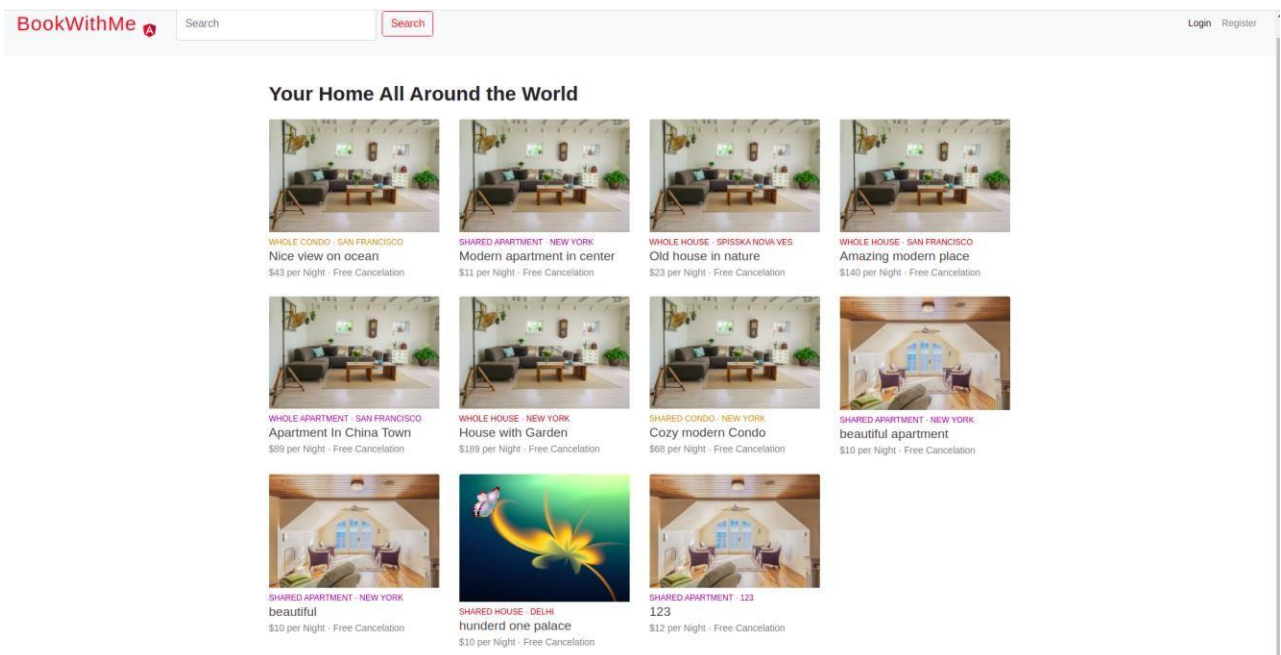 BookWithMe
Search
Search
Login Register
Your Home All Around the World
WHOLE CONDO · SAN FRANCISCO
Nice view on ocean
$43 per Night · Free Cancelation
SHARED APARTMENT · NEW YORK
Modern apartment in center
$11 per Night · Free Cancelation
WHOLE HOUSE · SPISSKA NOVA VES
Old house in nature
$23 per Night · Free Cancelation
WHOLE HOUSE · SAN FRANCISCO
Amazing modern place
$140 per Night · Free Cancelation
WHOLE APARTMENT · SAN FRANCISCO
Apartment In China Town
$89 per Night · Free Cancelation
WHOLE HOUSE · NEW YORK
House with Garden
$189 per Night · Free Cancelation
SHARED CONDO · NEW YORK
Cozy modern Condo
$68 per Night · Free Cancelation
SHARED APARTMENT · NEW YORK
beautiful apartment
$10 per Night · Free Cancelation
SHARED APARTMENT · NEW YORK
beautiful
$10 per Night · Free Cancelation
SHARED HOUSE · DELHI
hunderd one palace
$10 per Night · Free Cancelation
SHARED APARTMENT · 123
123
$12 per Night · Free Cancelation